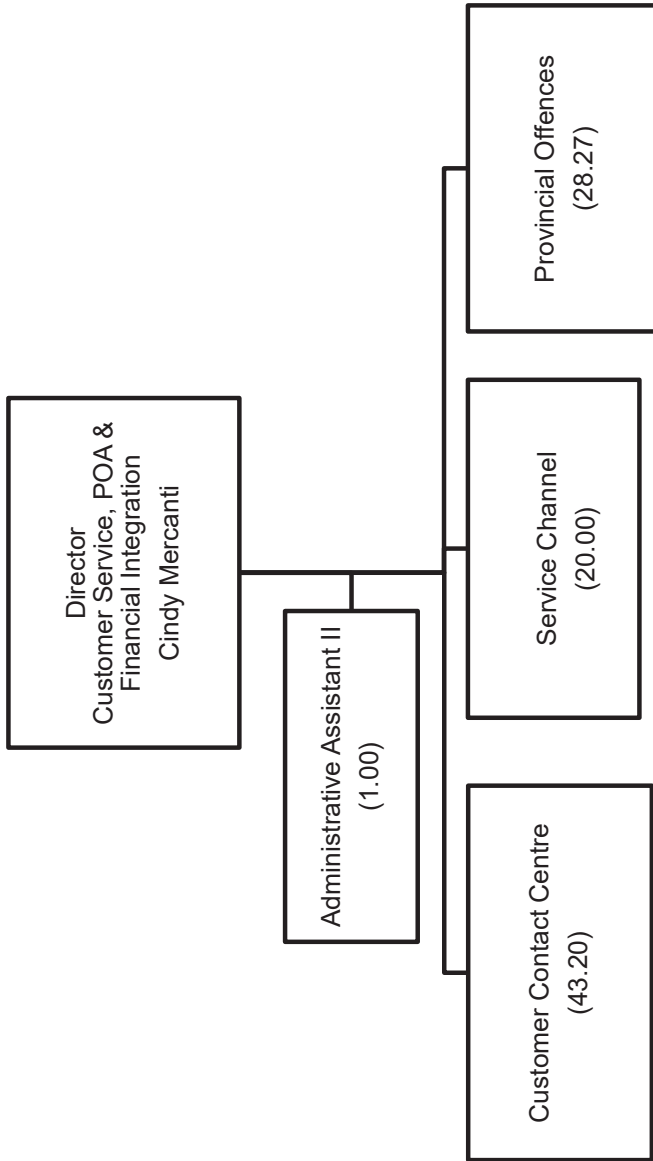 Director
Customer Service, POA &
Financial Integration
Cindy Mercanti
Administrative Assistant II
(1.00)
Customer Contact Centre
(43.20)
Service Channel
(20.00)
Provincial Offences
(28.27)